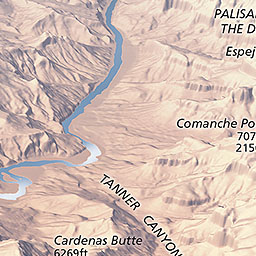 PALISA
THE D
Espej
Comanche Po
707
215
TANNER CANYON
Cardenas Butte
6269ft